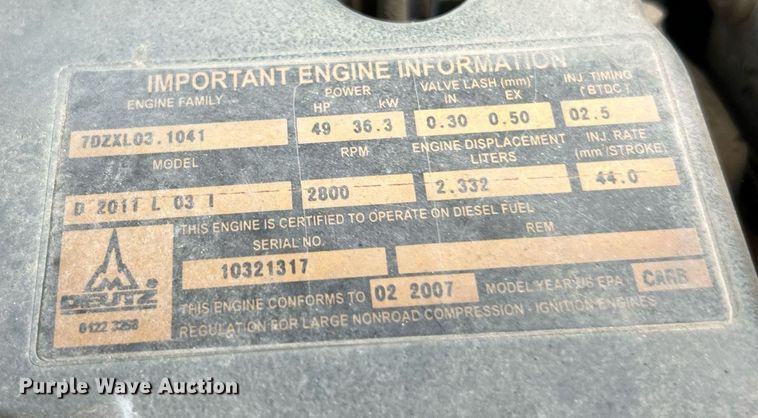 IMPORTANT ENGINE INFORMATION
ENGINE FAMILY POWER VALVE LASH (mm) INJ. TIMING
HP kW IN EX (°BTDC)
7DZXL03.1041 49 36.3 0.30 0.50 02.5
MODEL RPM ENGINE DISPLACEMENT INJ. RATE
LITERS (mm³/STROKE)
D 2011 L 03 I 2800 2.332 44.0
THIS ENGINE IS CERTIFIED TO OPERATE ON DIESEL FUEL
SERIAL NO. REM
10321317
DEUTZ
THIS ENGINE CONFORMS TO 02 2007 MODEL YEAR US EPA CARB
0122 3258
REGULATION FOR LARGE NONROAD COMPRESSION - IGNITION ENGINES
Purple Wave Auction